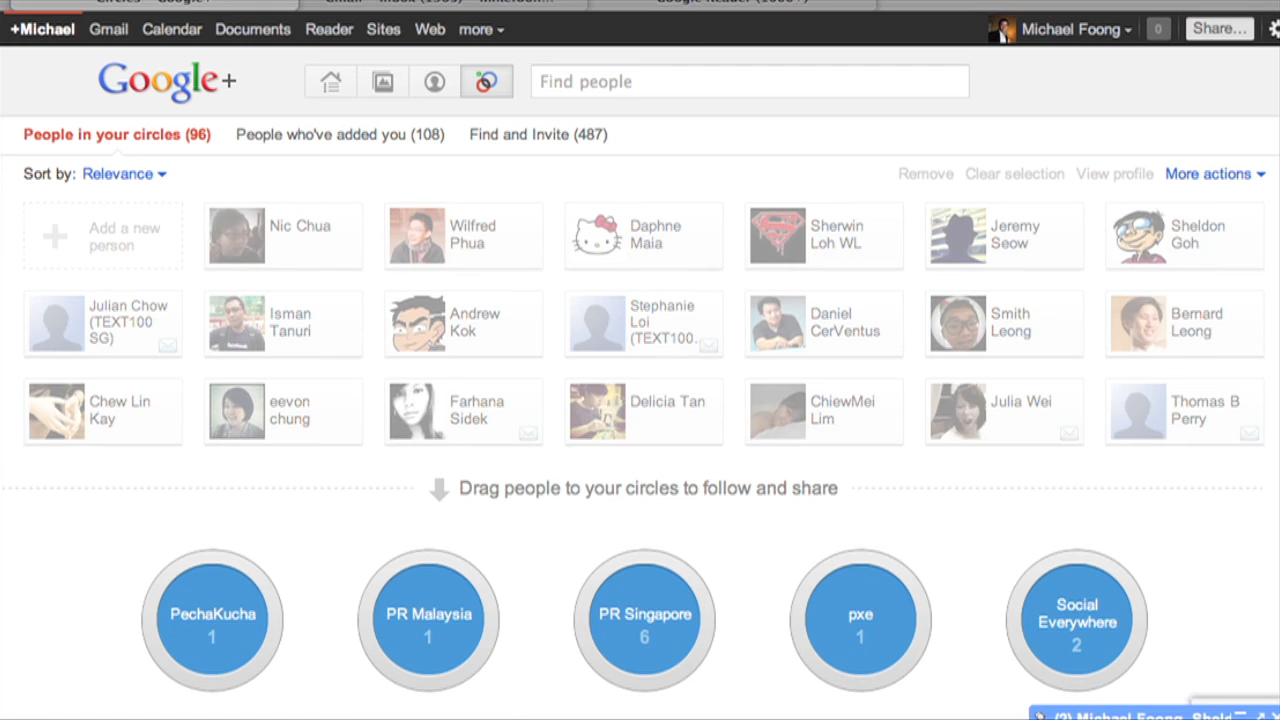 +Michael Gmail Calendar Documents Reader Sites Web more Michael Foong 0 Share...
Google+ Find people
People in your circles (96) People who've added you (108) Find and Invite (487)
Sort by: Relevance Remove Clear selection View profile More actions
Add a new
person
Nic Chua
Wilfred
Phua
Daphne
Maia
Sherwin
Loh WL
Jeremy
Seow
Sheldon
Goh
Julian Chow
(TEXT100
SG)
Isman
Tanuri
Andrew
Kok
Stephanie
Loi
(TEXT100.
Daniel
CerVentus
Smith
Leong
Bernard
Leong
Chew Lin
Kay
eevon
chung
Farhana
Sidek
Delicia Tan
ChiewMei
Lim
Julia Wei
Thomas B
Perry
Drag people to your circles to follow and share
PechaKucha
1
PR Malaysia
1
PR Singapore
6
pxe
1
Social
Everywhere
2
(2) Michael Foong, Sheld